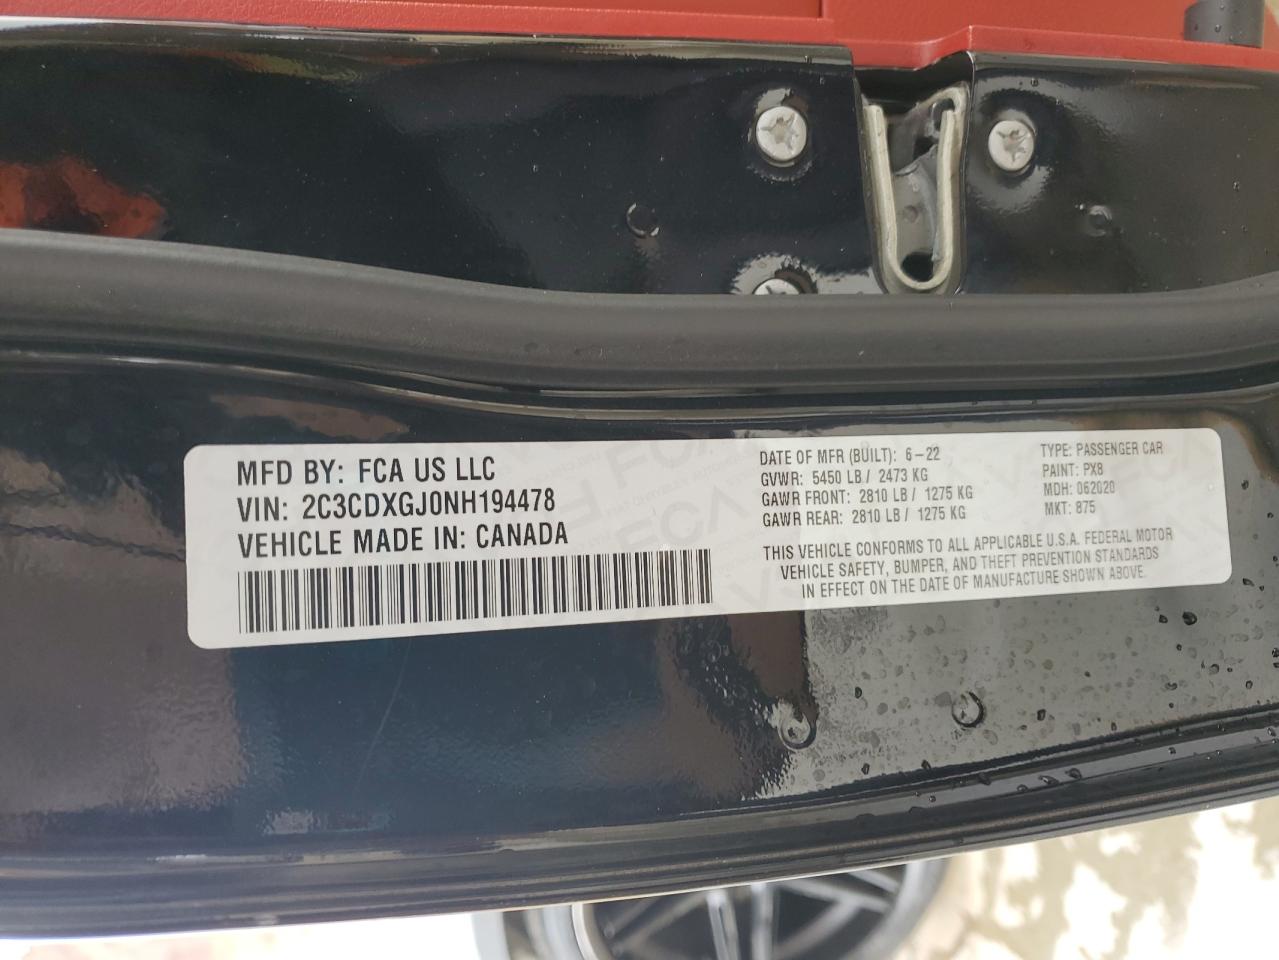 MFD BY: FCA US LLC
VIN: 2C3CDXGJ0NH194478
VEHICLE MADE IN: CANADA
DATE OF MFR (BUILT): 6-22
GVWR: 5450 LB / 2473 KG
GAWR FRONT: 2810 LB / 1275 KG
GAWR REAR: 2810 LB / 1275 KG
TYPE: PASSENGER CAR
PAINT: PX8
MDH: 062020
MKT: 875
THIS VEHICLE CONFORMS TO ALL APPLICABLE U.S.A. FEDERAL MOTOR
VEHICLE SAFETY, BUMPER, AND THEFT PREVENTION STANDARDS
IN EFFECT ON THE DATE OF MANUFACTURE SHOWN ABOVE.